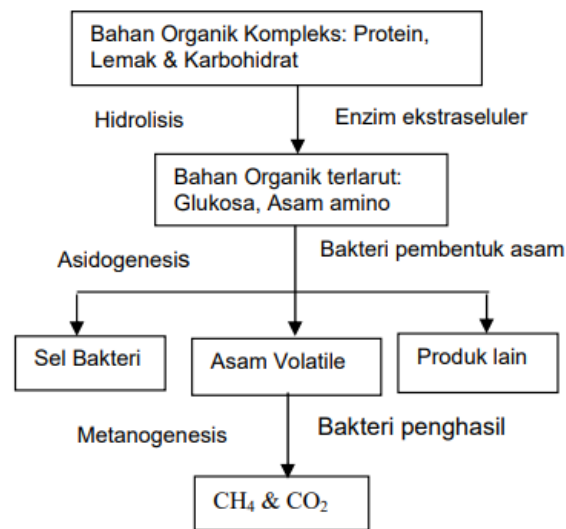 Bahan Organik Kompleks: Protein,
Lemak & Karbohidrat
Hidrolisis
Enzim ekstraseluler
Bahan Organik terlarut:
Glukosa, Asam amino
Asidogenesis
Bakteri pembentuk asam
Sel Bakteri
Asam Volatile
Produk lain
Metanogenesis
Bakteri penghasil
CH₄ & CO₂